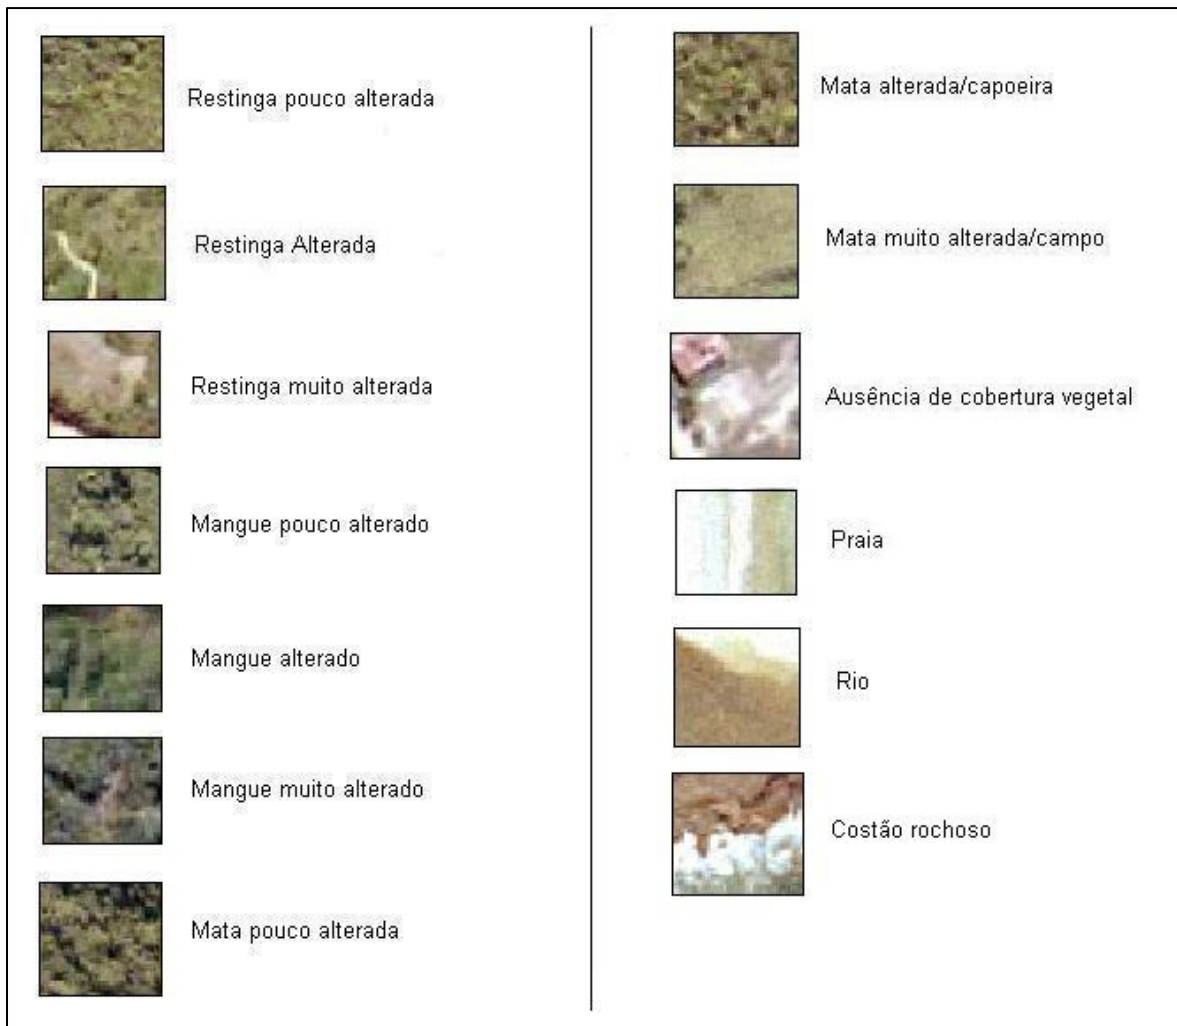 Restinga pouco alterada
Restinga Alterada
Restinga muito alterada
Mangue pouco alterado
Mangue alterado
Mangue muito alterado
Mata pouco alterada
Mata alterada/capoeira
Mata muito alterada/campo
Ausência de cobertura vegetal
Praia
Rio
Costão rochoso